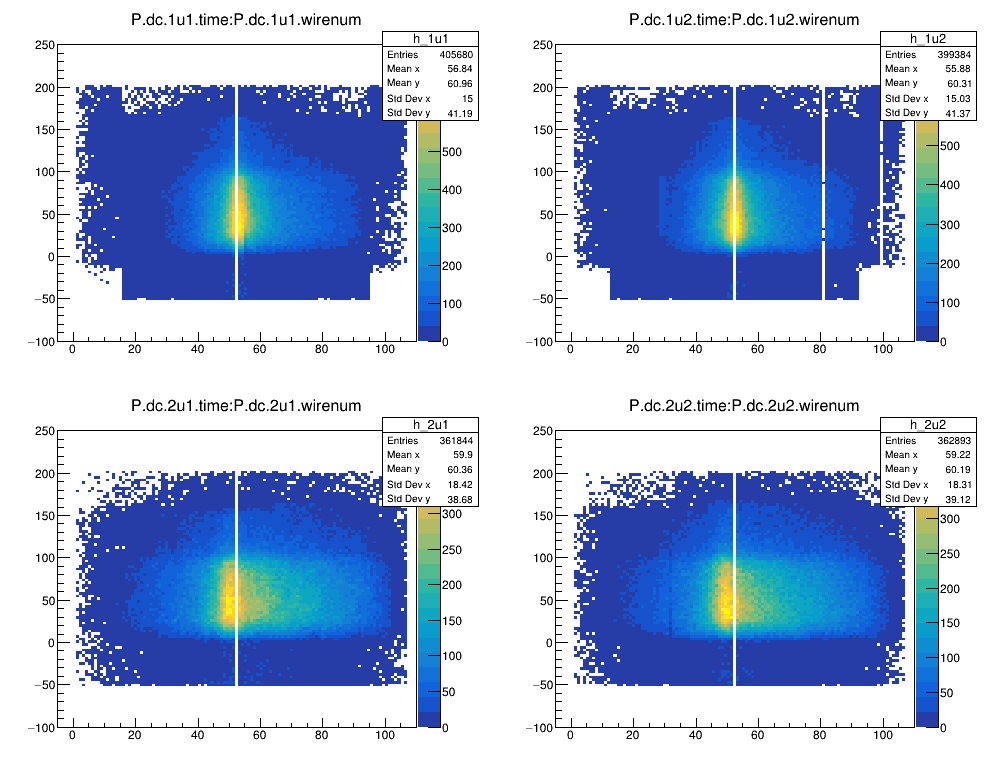 P.dc.1u1.time:P.dc.1u1.wirenum
h_1u1
Entries 405680
Mean x 56.84
Mean y 60.96
Std Dev x 15
Std Dev y 41.19
250
200
150
100
50
0
−50
−100
0 20 40 60 80 100
500
400
300
200
100
0
P.dc.1u2.time:P.dc.1u2.wirenum
h_1u2
Entries 399384
Mean x 55.88
Mean y 60.31
Std Dev x 15.03
Std Dev y 41.37
250
200
150
100
50
0
−50
−100
0 20 40 60 80 100
500
400
300
200
100
0
P.dc.2u1.time:P.dc.2u1.wirenum
h_2u1
Entries 361844
Mean x 59.9
Mean y 60.36
Std Dev x 18.42
Std Dev y 38.68
250
200
150
100
50
0
−50
−100
0 20 40 60 80 100
300
250
200
150
100
50
0
P.dc.2u2.time:P.dc.2u2.wirenum
h_2u2
Entries 362893
Mean x 59.22
Mean y 60.19
Std Dev x 18.31
Std Dev y 39.12
250
200
150
100
50
0
−50
−100
0 20 40 60 80 100
300
250
200
150
100
50
0